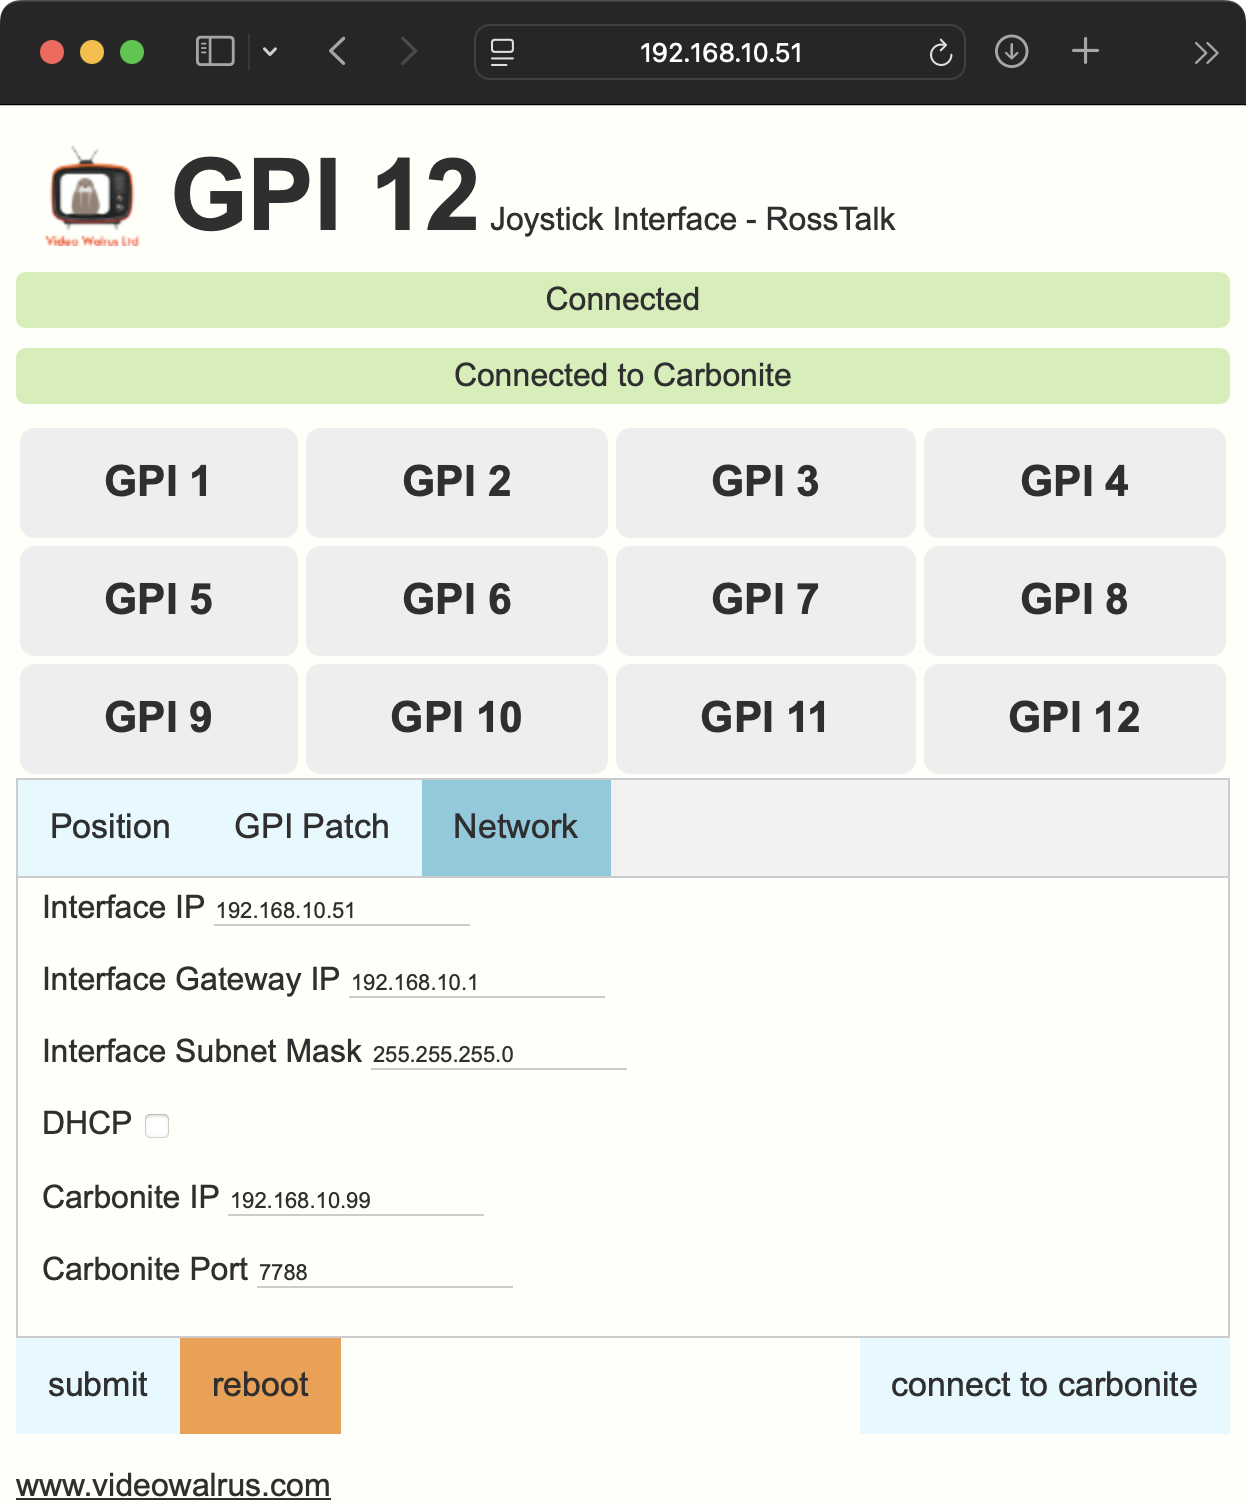 192.168.10.51
Video Walrus Ltd
GPI 12 Joystick Interface - RossTalk
Connected
Connected to Carbonite
GPI 1 GPI 2 GPI 3 GPI 4
GPI 5 GPI 6 GPI 7 GPI 8
GPI 9 GPI 10 GPI 11 GPI 12
Position GPI Patch Network
Interface IP 192.168.10.51
Interface Gateway IP 192.168.10.1
Interface Subnet Mask 255.255.255.0
DHCP
Carbonite IP 192.168.10.99
Carbonite Port 7788
submit reboot connect to carbonite
www.videowalrus.com